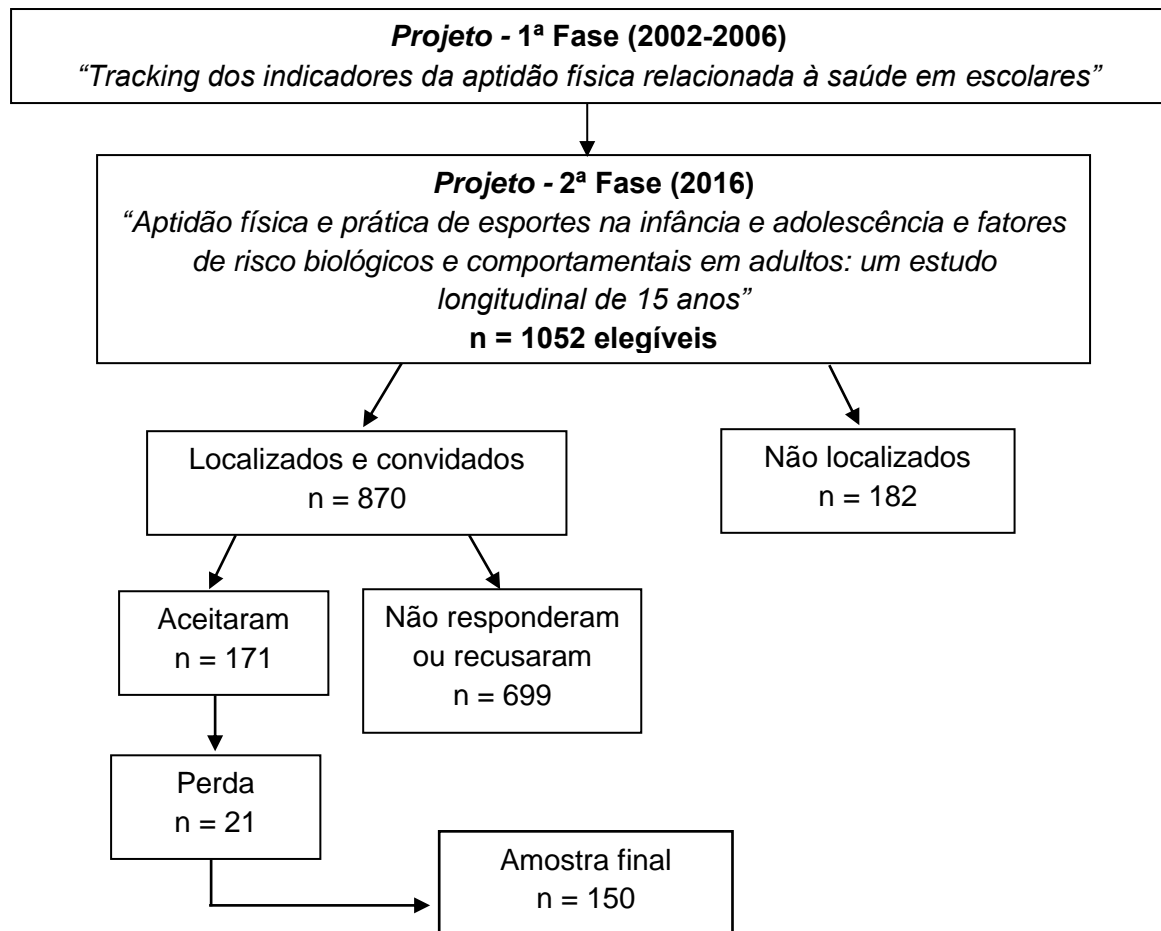 Projeto - 1ª Fase (2002-2006)
“Tracking dos indicadores da aptidão física relacionada à saúde em escolares”
Projeto - 2ª Fase (2016)
“Aptidão física e prática de esportes na infância e adolescência e fatores
de risco biológicos e comportamentais em adultos: um estudo
longitudinal de 15 anos”
n = 1052 elegíveis
Localizados e convidados
n = 870
Não localizados
n = 182
Aceitaram
n = 171
Não responderam
ou recusaram
n = 699
Perda
n = 21
Amostra final
n = 150